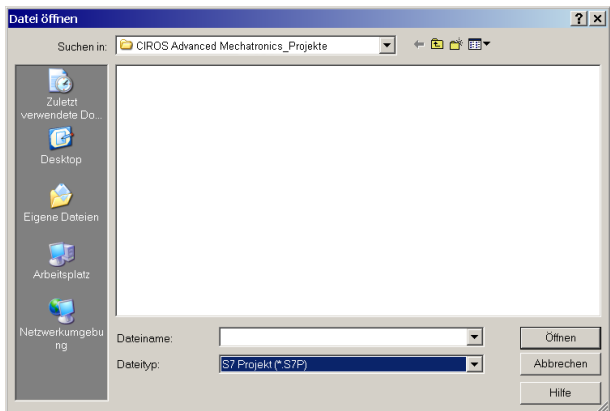 Datei öffnen
Suchen in:
CIROS Advanced Mechatronics_Projekte
Zuletzt
verwendete Do...
Desktop
Eigene Dateien
Arbeitsplatz
Netzwerkumgebu
ng
Dateiname:
Öffnen
Dateityp:
S7 Projekt (*.S7P)
Abbrechen
Hilfe